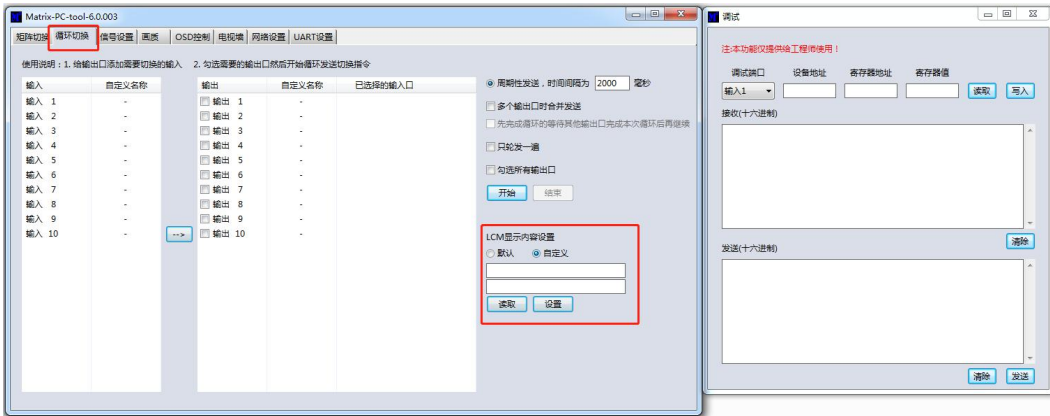 Matrix-PC-tool-6.0.003
矩阵切换 循环切换 信号设置 画质 OSD控制 电视墙 网络设置 UART设置
使用说明：1. 给输出口添加需要切换的输入 2. 勾选需要的输出口然后开始循环发送切换指令
输入 自定义名称 输出 自定义名称 已选择的输入口
输入 1 - 输出 1 -
输入 2 - 输出 2 -
输入 3 - 输出 3 -
输入 4 - 输出 4 -
输入 5 - 输出 5 -
输入 6 - 输出 6 -
输入 7 - 输出 7 -
输入 8 - 输出 8 -
输入 9 - 输出 9 -
输入 10 - --> 输出 10 -
周期性发送，时间间隔为 2000 毫秒
多个输出口时合并发送
先完成循环的等待其他输出口完成本次循环后再继续
只轮发一遍
勾选所有输出口
开始 结束
LCM显示内容设置
默认 自定义
读取 设置
调试
注:本功能仅提供给工程师使用！
调试端口 设备地址 寄存器地址 寄存器值
输入1 读取 写入
接收(十六进制)
清除
发送(十六进制)
清除 发送